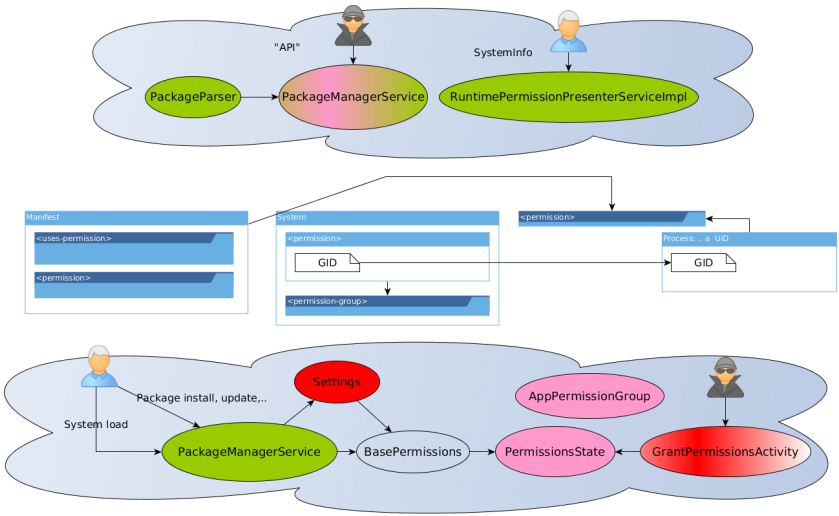 "API"
SystemInfo
PackageParser
PackageManagerService
RuntimePermissionPresenterServiceImpl
Manifest
<uses-permission>
<permission>
System
<permission>
GID
<permission-group>
<permission>
Process: .. a UID
GID
Package install, update,..
System load
Settings
AppPermissionGroup
PackageManagerService
BasePermissions
PermissionsState
GrantPermissionsActivity